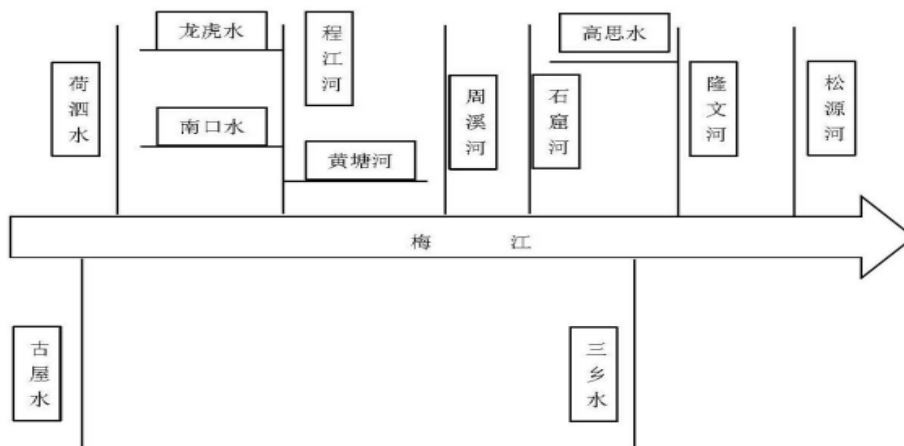 龙虎水
程江河
高思水
荷泗水
南口水
黄塘河
周溪河
石窟河
隆文河
松源河
梅江
古屋水
三乡水